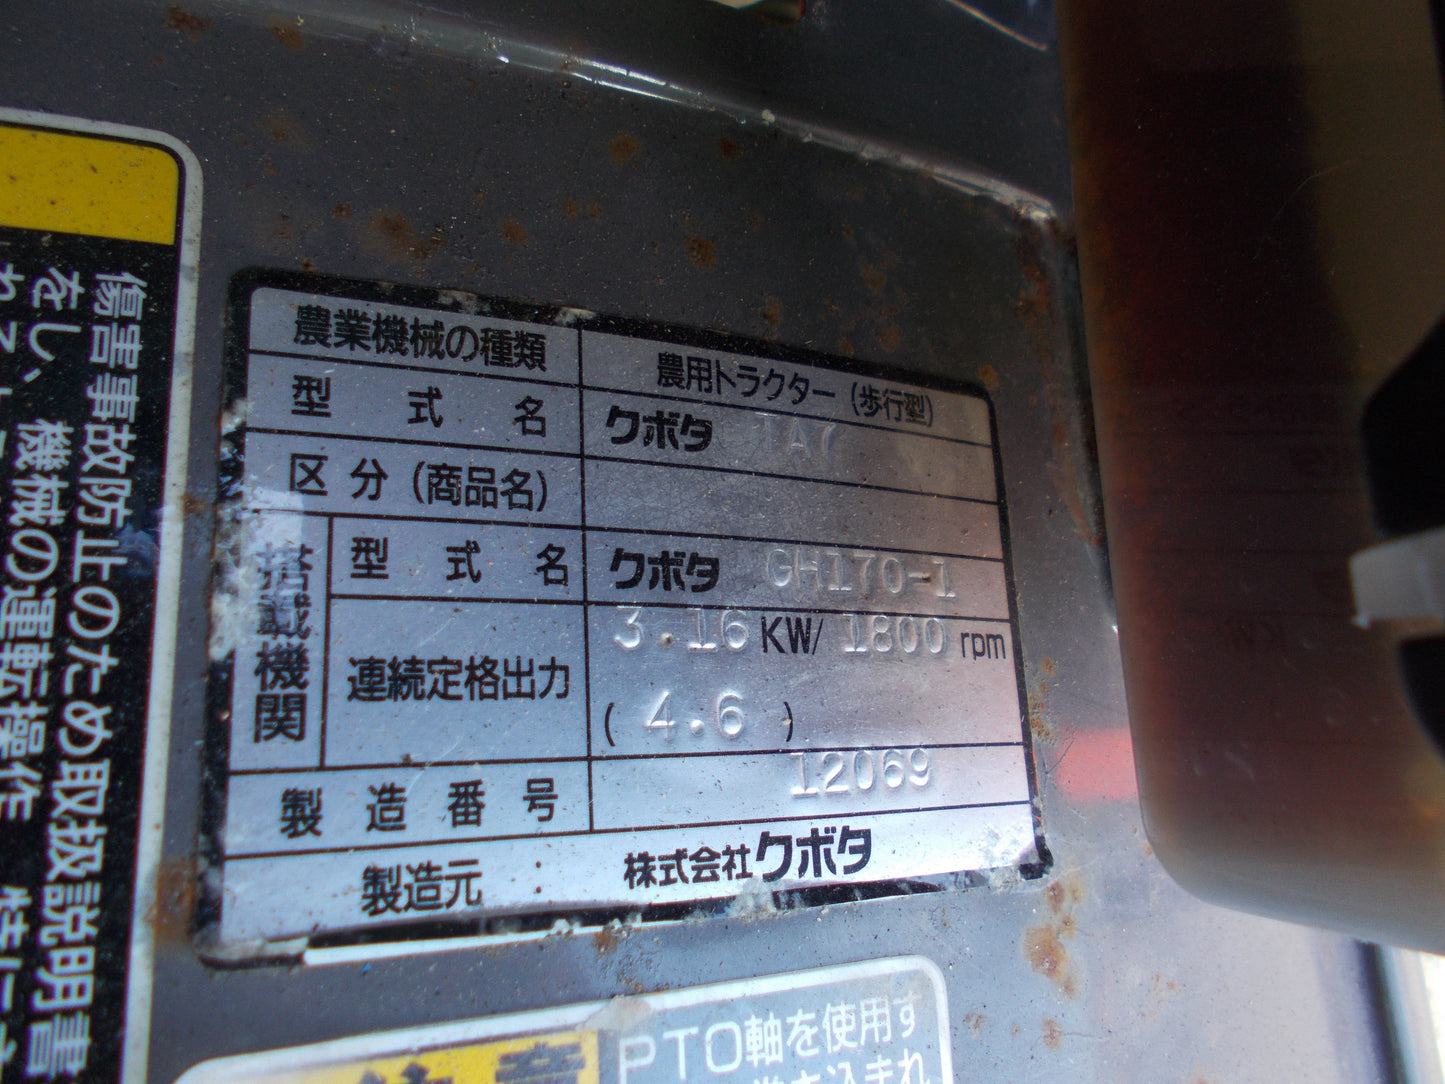 傷害事故防止のため取扱説明書
をし、機械の運転操作
農業機械の種類 農用トラクター(歩行型)
型式名 クボタ TA7
区分(商品名)
搭載機関 型式名 クボタ GH170-1
連続定格出力 3.16 KW/ 1800 rpm
( 4.6 )
製造番号 12069
製造元: 株式会社クボタ
注意 PTO軸を使用す